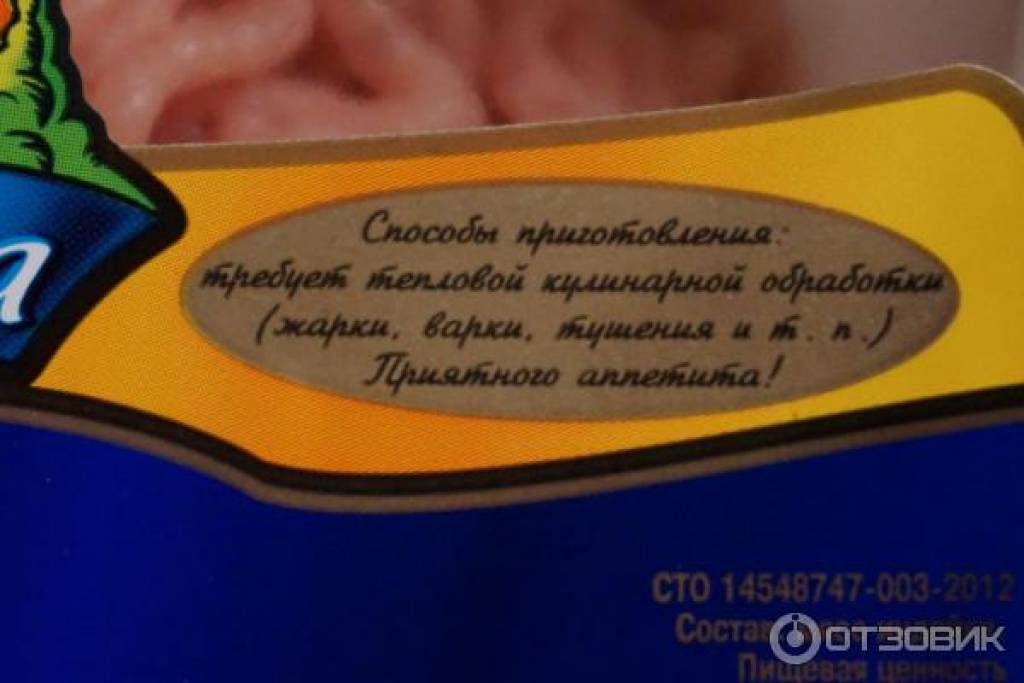 Способы приготовления:
требует тепловой кулинарной обработки
(жарки, варки, тушения и т. п.)
Приятного аппетита!
СТО 14548747-003-2012
Состав:
Пищевая ценность
ОТЗОВИК